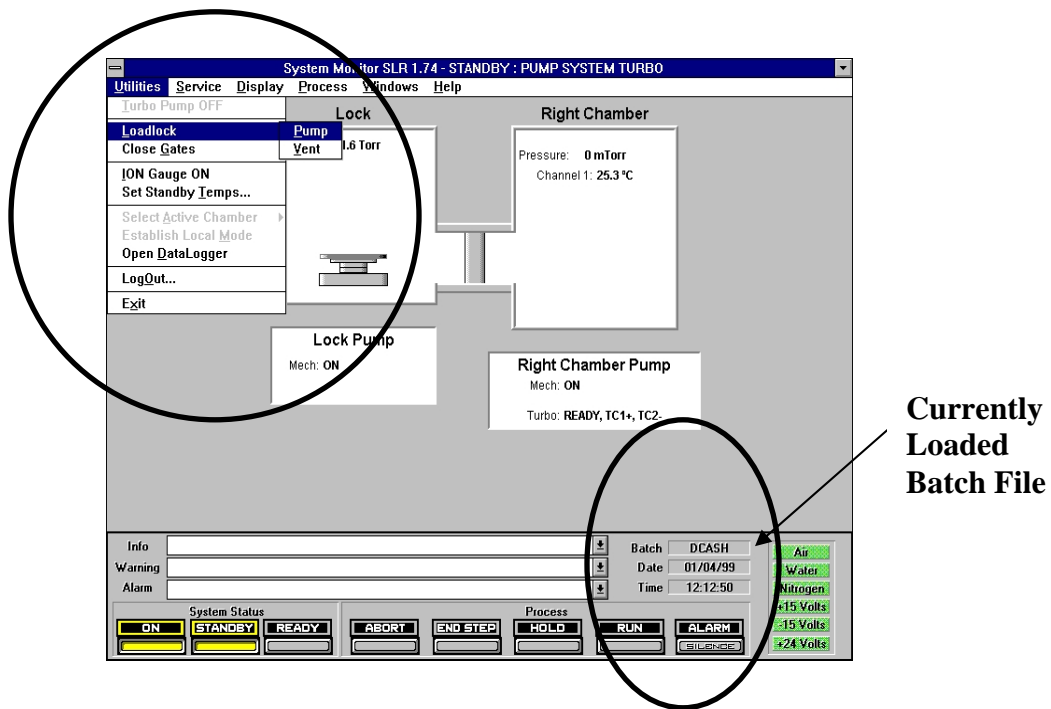 System Monitor SLR 1.74 - STANDBY : PUMP SYSTEM TURBO
Utilities Service Display Process Windows Help
Turbo Pump OFF
Loadlock
Close Gates
ION Gauge ON
Set Standby Temps...
Select Active Chamber
Establish Local Mode
Open DataLogger
LogOut...
Exit
Pump
Vent
Lock
1.6 Torr
Right Chamber
Pressure: 0 mTorr
Channel 1: 25.3 °C
Lock Pump
Mech: ON
Right Chamber Pump
Mech: ON
Turbo: READY, TC1+, TC2-
Currently
Loaded
Batch File
Info
Warning
Alarm
Batch DCASH
Date 01/04/99
Time 12:12:50
Air
Water
Nitrogen
+15 Volts
-15 Volts
+24 Volts
System Status
ON STANDBY READY
Process
ABORT END STEP HOLD RUN ALARM
SILENCE